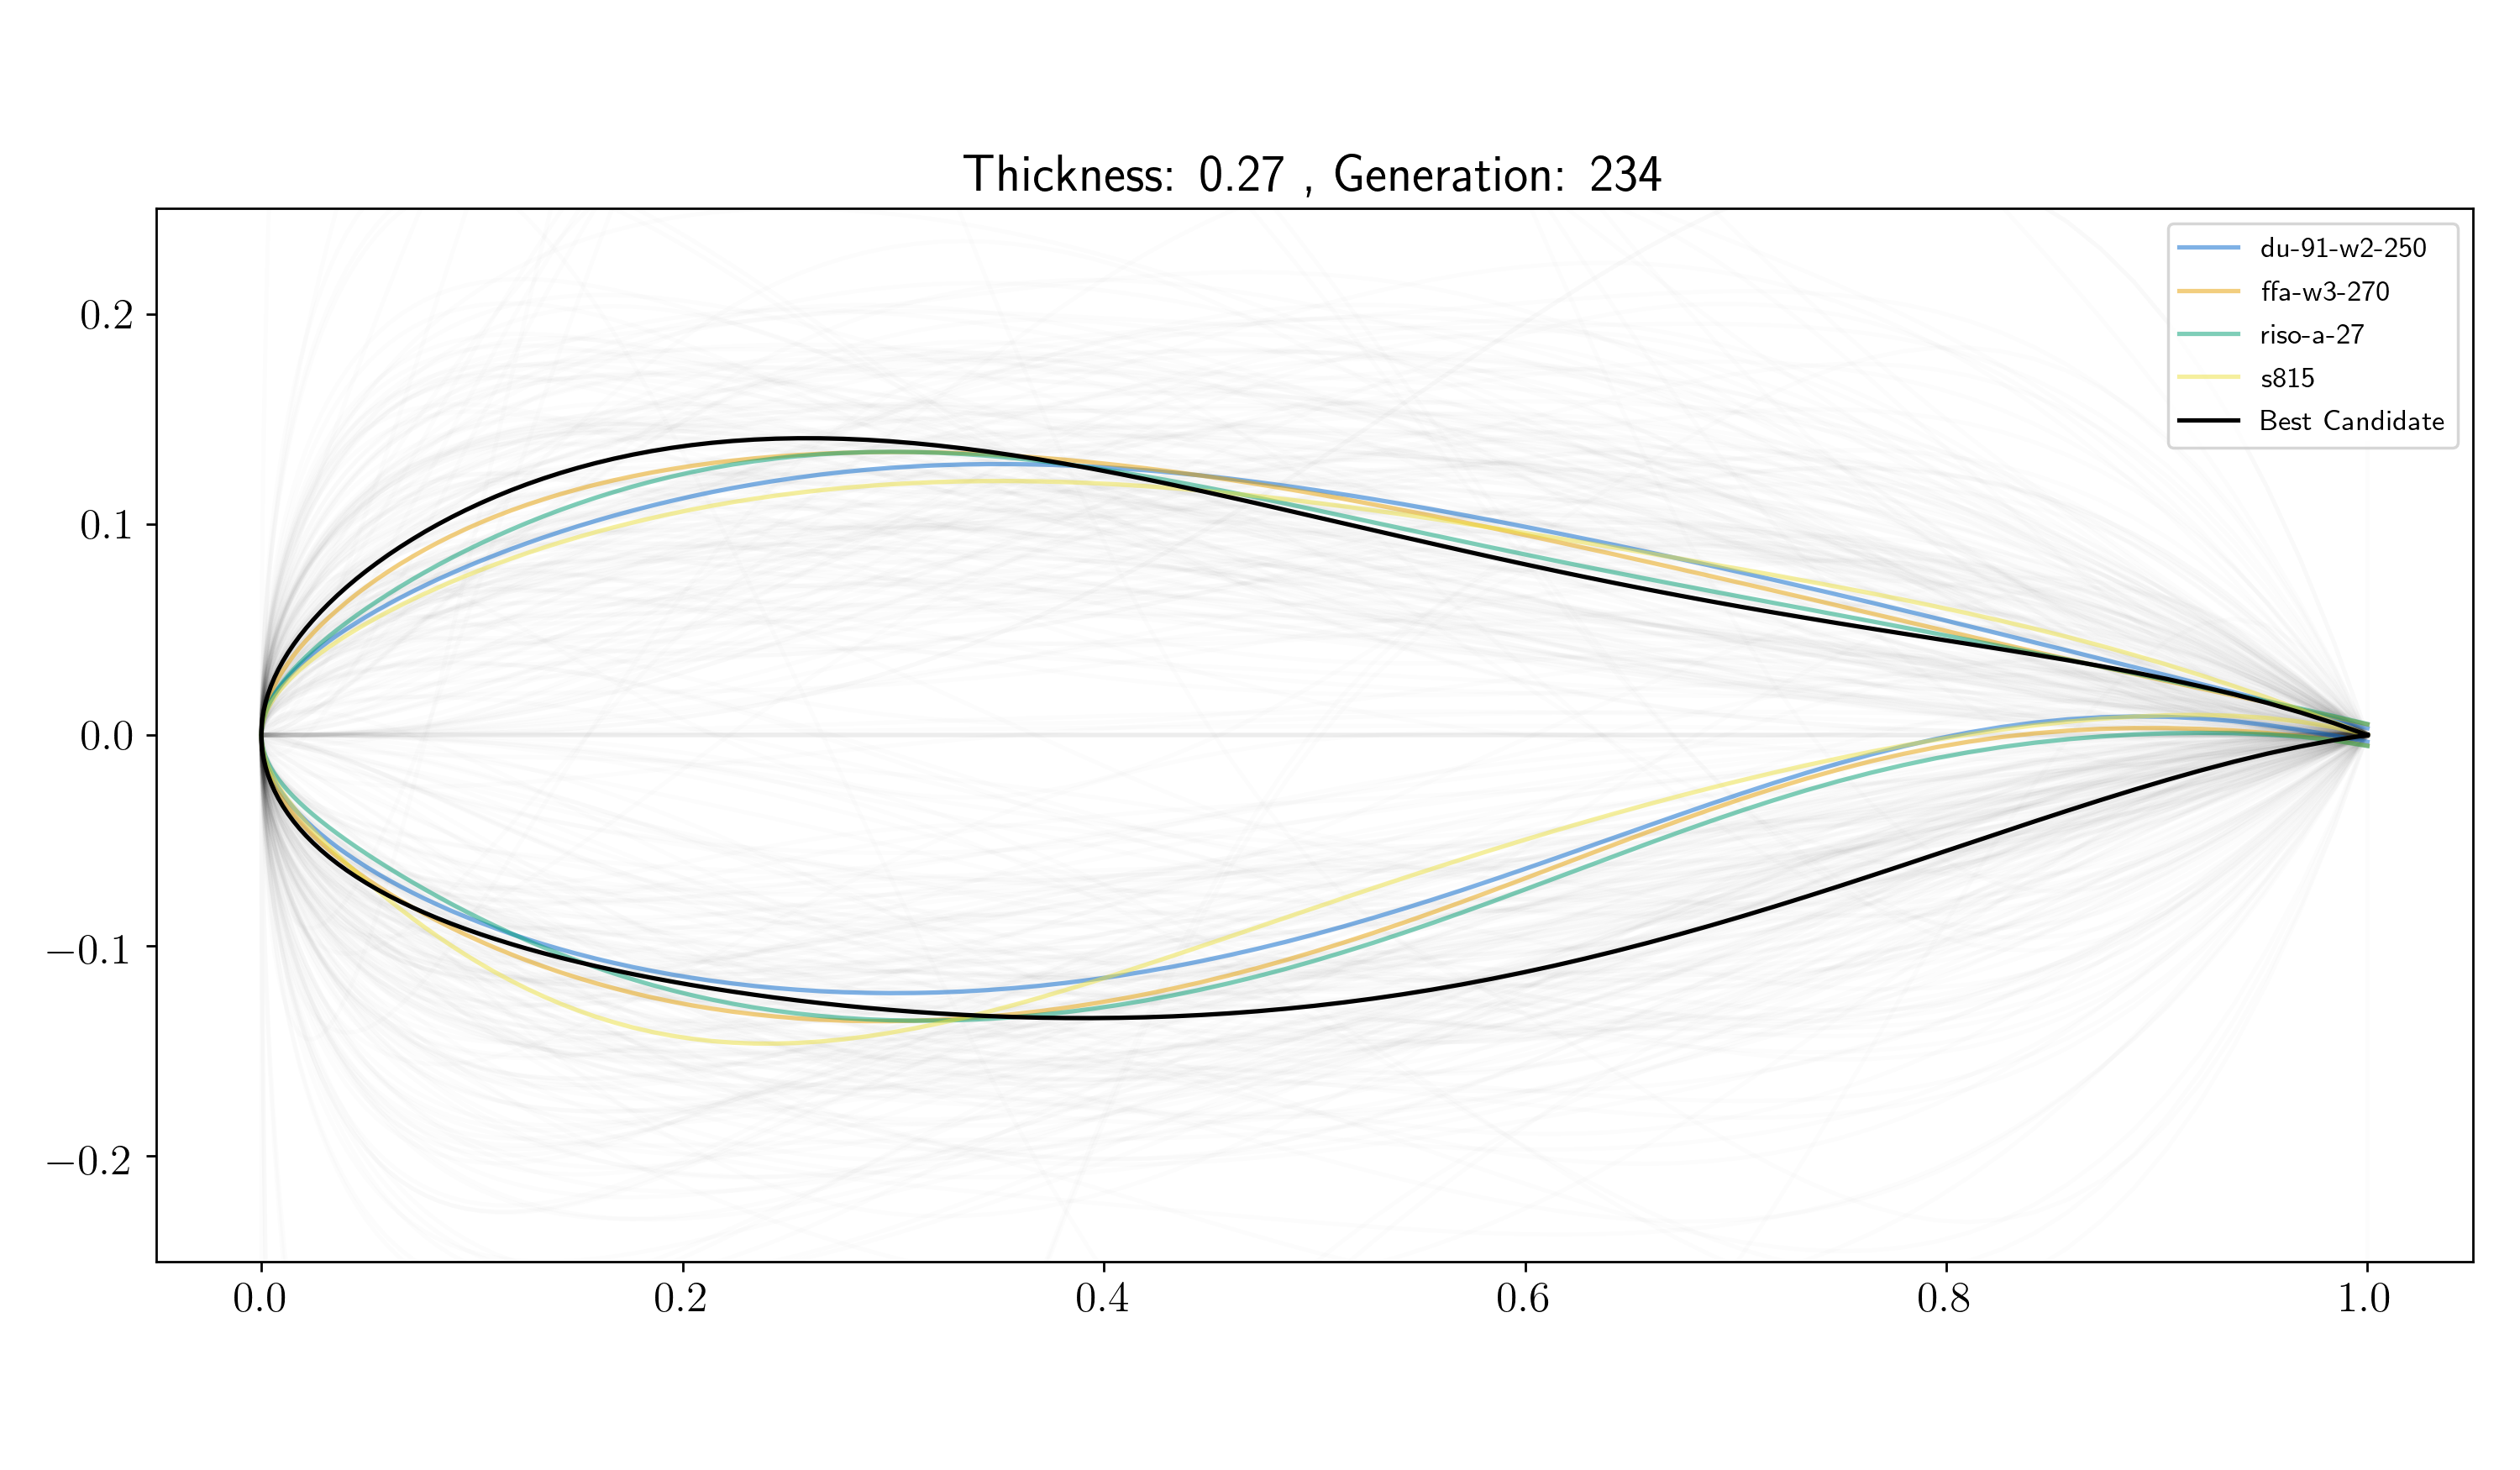 Thickness: 0.27 , Generation: 234
du-91-w2-250
ffa-w3-270
riso-a-27
s815
Best Candidate
0.2
0.1
0.0
−0.1
−0.2
0.0 0.2 0.4 0.6 0.8 1.0